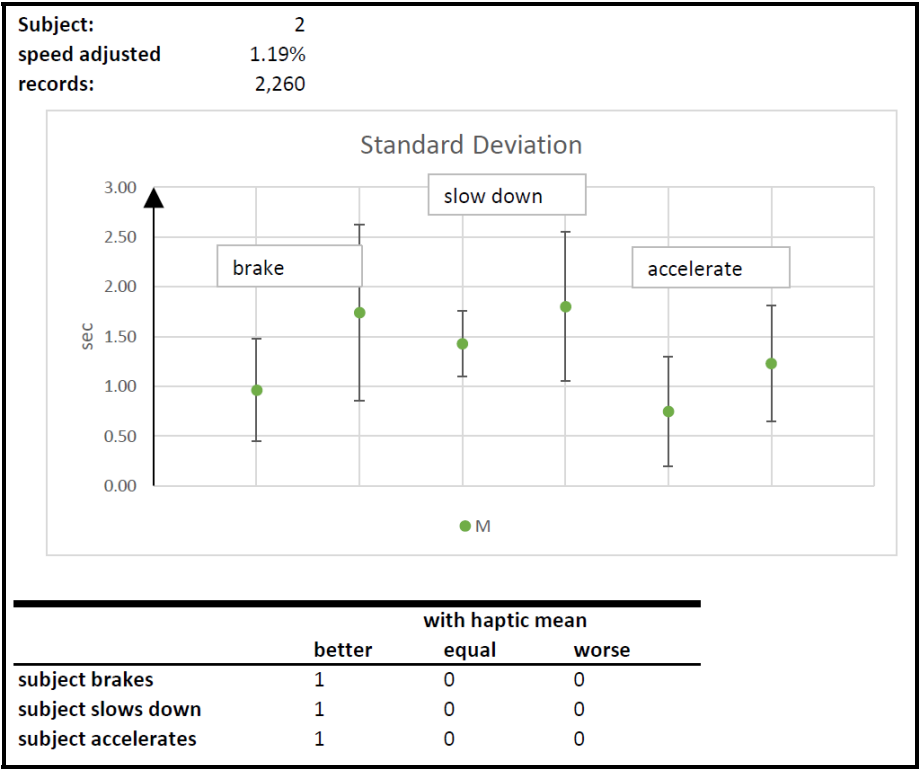 Subject: 2
speed adjusted 1.19%
records: 2,260
Standard Deviation
3.00
slow down
2.50
brake
accelerate
2.00
sec
1.50
1.00
0.50
0.00
M
with haptic mean
better equal worse
subject brakes 1 0 0
subject slows down 1 0 0
subject accelerates 1 0 0